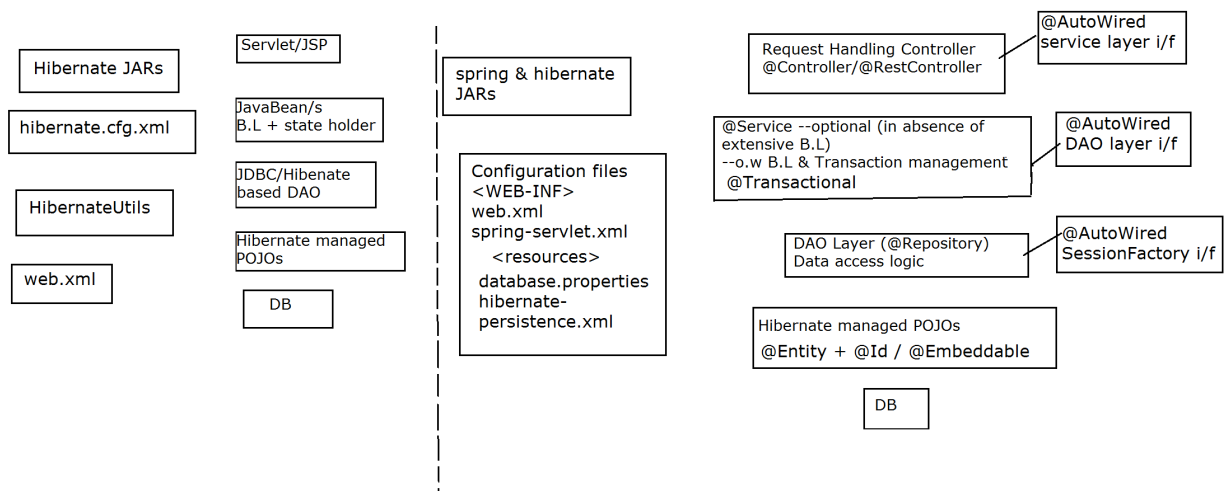 Hibernate JARs
hibernate.cfg.xml
HibernateUtils
web.xml
Servlet/JSP
JavaBean/s
B.L + state holder
JDBC/Hibenate
based DAO
Hibernate managed
POJOs
DB
spring & hibernate
JARs
Configuration files
<WEB-INF>
web.xml
spring-servlet.xml
<resources>
database.properties
hibernate-
persistence.xml
Request Handling Controller
@Controller/@RestController
@AutoWired
service layer i/f
@Service --optional (in absence of
extensive B.L)
--o.w B.L & Transaction management
@Transactional
@AutoWired
DAO layer i/f
DAO Layer (@Repository)
Data access logic
@AutoWired
SessionFactory i/f
Hibernate managed POJOs
@Entity + @Id / @Embeddable
DB